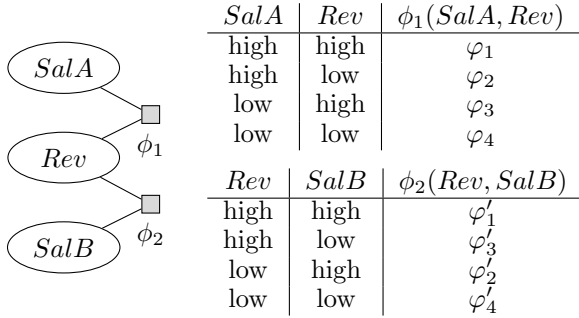 SalA
Rev
SalB
ϕ₁
ϕ₂
SalA Rev ϕ₁(SalA, Rev)
high high φ₁
high low φ₂
low high φ₃
low low φ₄
Rev SalB ϕ₂(Rev, SalB)
high high φ′₁
high low φ′₃
low high φ′₂
low low φ′₄